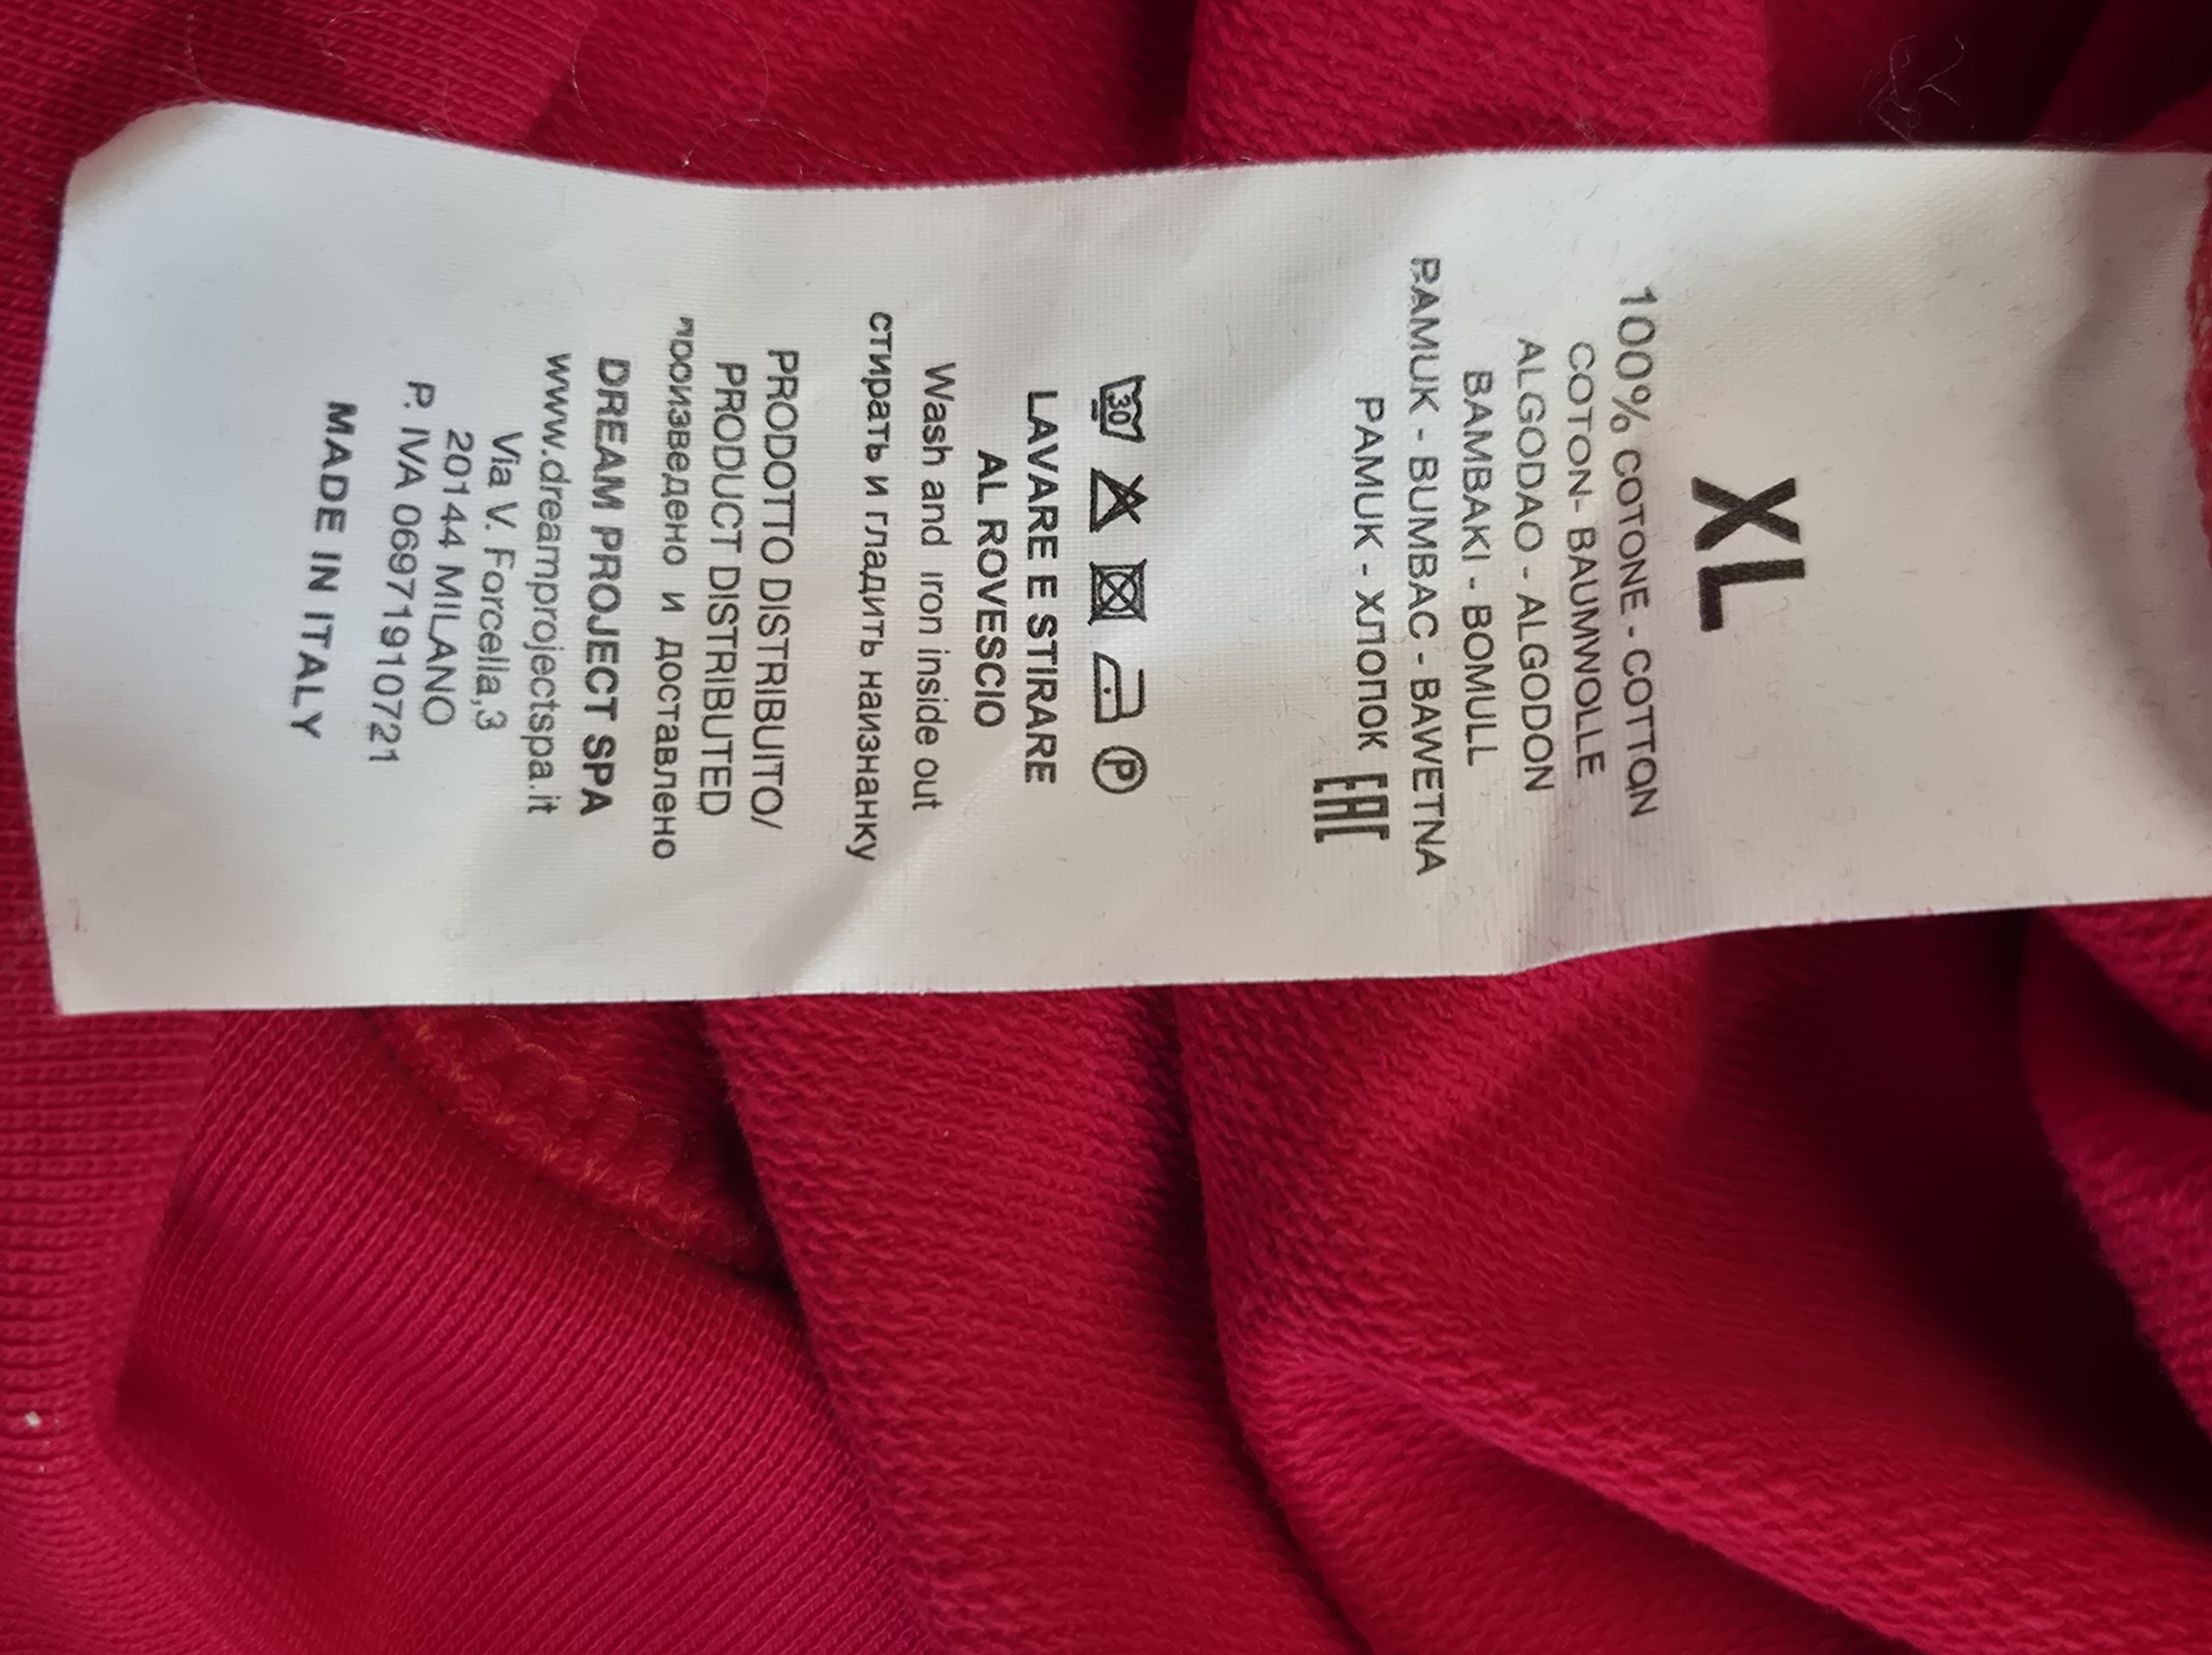 XL
100% COTONE - COTTON
COTON- BAUMWOLLE
ALGODAO - ALGODON
BAMBAKI - BOMULL
PAMUK - BUMBAC - BAWETNA
PAMUK - ХЛОПОК EAC
30 P
LAVARE E STIRARE
AL ROVESCIO
Wash and iron inside out
стирать и гладить наизнанку
PRODOTTO DISTRIBUITO/
PRODUCT DISTRIBUTED
произведено и доставлено
DREAM PROJECT SPA
www.dreamprojectspa.it
Via V. Forcella,3
20144 MILANO
P. IVA 06971910721
MADE IN ITALY